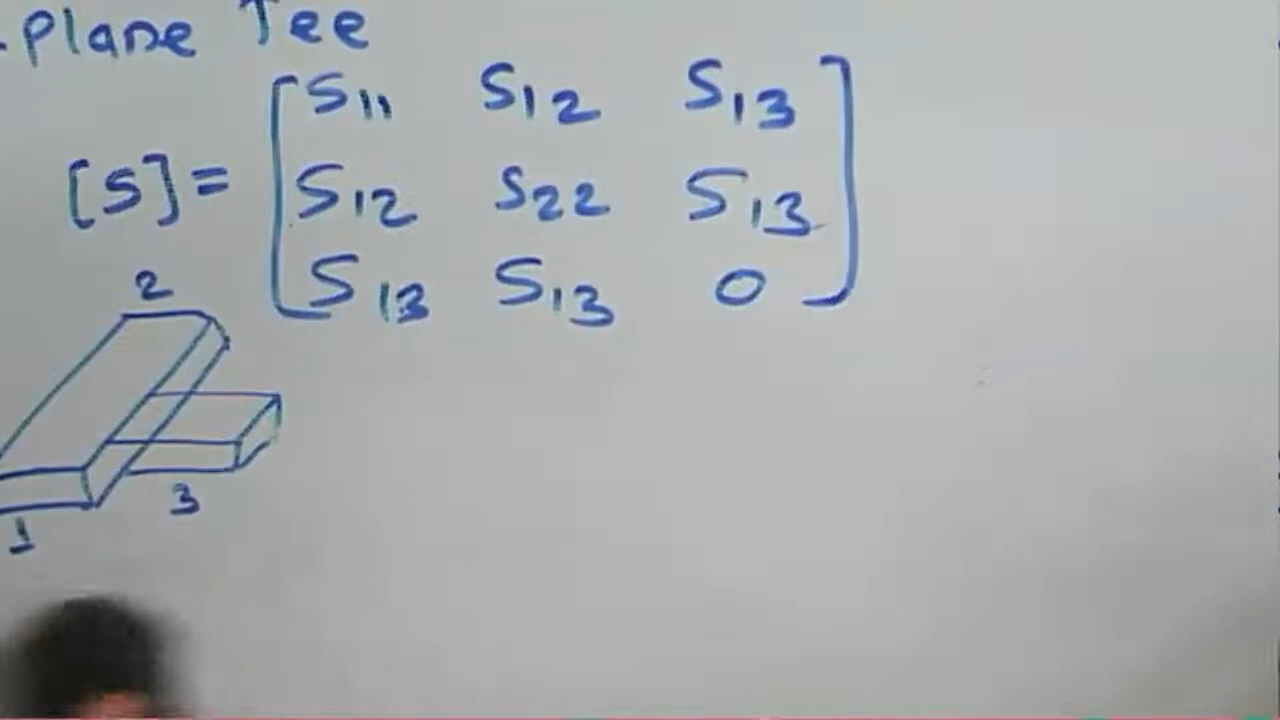 -Plane Tee
[S]= [S11 S12 S13
S12 S22 S13
S13 S13 0]
2
3
1